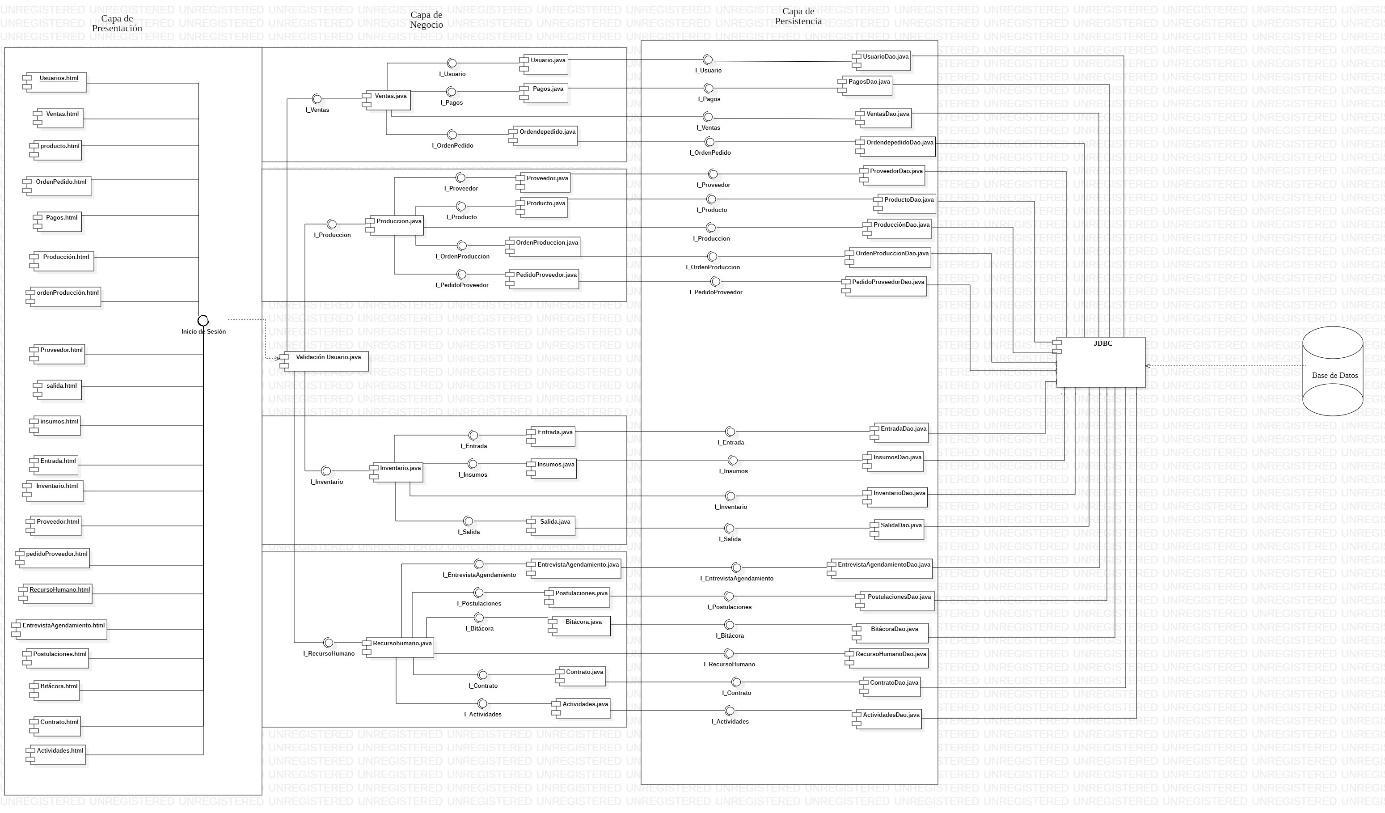 Capa de
Presentación
Capa de
Negocio
Capa de
Persistencia
Usuarios.html
Ventas.html
producto.html
OrdenPedido.html
Pagos.html
Producción.html
ordenProducción.html
Inicio de Sesión
Proveedor.html
salida.html
insumos.html
Entrada.html
Inventario.html
Proveedor.html
pedidoProveedor.html
RecursoHumano.html
EntrevistaAgendamiento.html
Postulaciones.html
Bitácora.html
Contrato.html
Actividades.html
Validación Usuario.java
I_Ventas
Ventas.java
I_Usuario
Usuario.java
I_Pagos
Pagos.java
I_OrdenPedido
Ordendepedido.java
I_Produccion
Produccion.java
I_Proveedor
Proveedor.java
I_Producto
Producto.java
I_OrdenProduccion
OrdenProduccion.java
I_PedidoProveedor
PedidoProveedor.java
I_Inventario
Inventario.java
I_Entrada
Entrada.java
I_Insumos
Insumos.java
I_Salida
Salida.java
I_RecursoHumano
Recursohumano.java
I_EntrevistaAgendamiento
EntrevistaAgendamiento.java
I_Postulaciones
Postulaciones.java
I_Bitácora
Bitácora.java
I_Contrato
Contrato.java
I_Actividades
Actividades.java
I_Usuario
UsuarioDao.java
I_Pagos
PagosDao.java
I_Ventas
VentasDao.java
I_OrdenPedido
OrdendepedidoDao.java
I_Proveedor
ProveedorDao.java
I_Producto
ProductoDao.java
I_Produccion
ProducciónDao.java
I_OrdenProduccion
OrdenProduccionDao.java
I_PedidoProveedor
PedidoProveedorDao.java
I_Entrada
EntradaDao.java
I_Insumos
InsumosDao.java
I_Inventario
InventarioDao.java
I_Salida
SalidaDao.java
I_EntrevistaAgendamiento
EntrevistaAgendamientoDao.java
I_Postulaciones
PostulacionesDao.java
I_Bitácora
BitácoraDao.java
I_RecursoHumano
RecursoHumanoDao.java
I_Contrato
ContratoDao.java
I_Actividades
ActividadesDao.java
JDBC
Base de Datos
UNREGISTERED